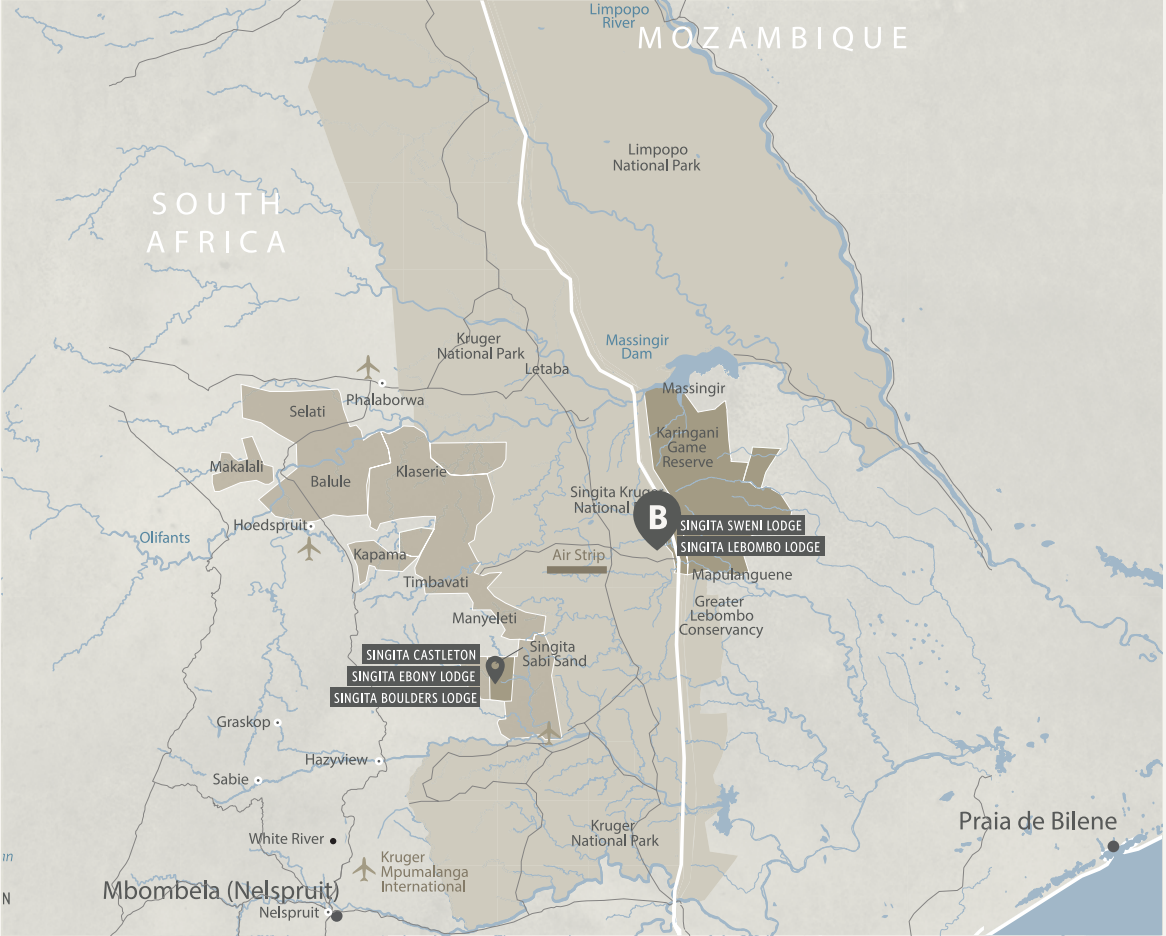 Limpopo
River
MOZAMBIQUE
Limpopo
National Park
SOUTH
AFRICA
Kruger
National Park
Massingir
Dam
Letaba
Massingir
Phalaborwa
Selati
Karingani
Game
Reserve
Makalali
Klaserie
Balule
Singita Kruger
National
B
SINGITA SWENI LODGE
SINGITA LEBOMBO LODGE
Hoedspruit
Olifants
Kapama
Air Strip
Timbavati
Mapulanguene
Greater
Lebombo
Conservancy
Manyeleti
Singita
Sabi Sand
SINGITA CASTLETON
SINGITA EBONY LODGE
SINGITA BOULDERS LODGE
Graskop
Hazyview
Sabie
White River
Kruger
National Park
Praia de Bilene
Kruger
Mpumalanga
International
Mbombela (Nelspruit)
Nelspruit
N